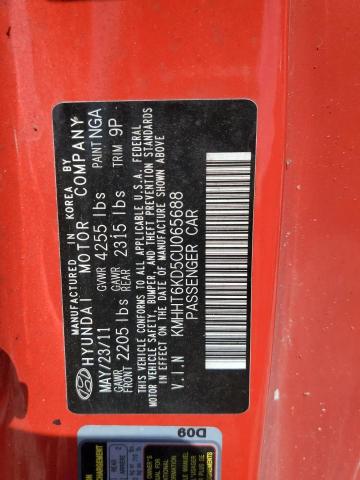 MANUFACTURED IN KOREA BY
HYUNDAI MOTOR COMPANY
MAY/23/11 GVWR 4255 lbs PAINT NGA
GAWR FRONT 2205 lbs GAWR REAR 2315 lbs TRIM 9P
THIS VEHICLE CONFORMS TO ALL APPLICABLE U.S.A. FEDERAL
MOTOR VEHICLE SAFETY, BUMPER, AND THEFT PREVENTION STANDARDS
IN EFFECT ON THE DATE OF MANUFACTURE SHOWN ABOVE
V.I.N KMHHT6KD5CU065688
PASSENGER CAR
D09